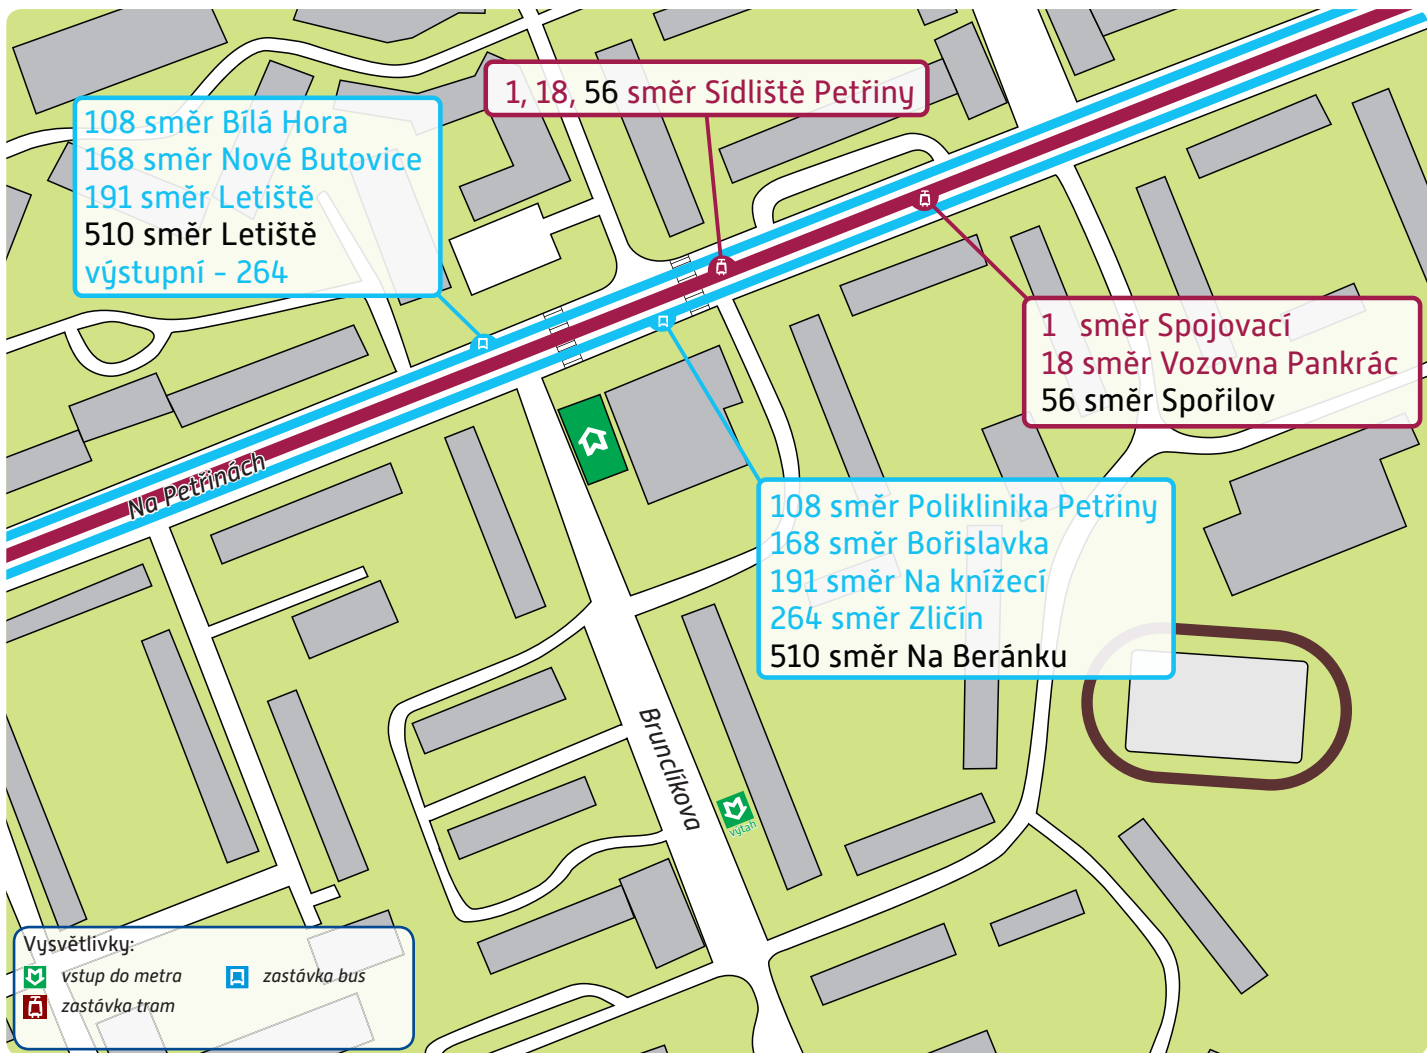 1, 18, 56 směr Sídliště Petřiny
108 směr Bílá Hora
168 směr Nové Butovice
191 směr Letiště
510 směr Letiště
výstupní - 264
1 směr Spojovací
18 směr Vozovna Pankrác
56 směr Spořilov
Na Petřinách
108 směr Poliklinika Petřiny
168 směr Bořislavka
191 směr Na knížecí
264 směr Zličín
510 směr Na Beránku
Brunclíkova
výtah
Vysvětlívky:
vstup do metra
zastávka bus
zastávka tram